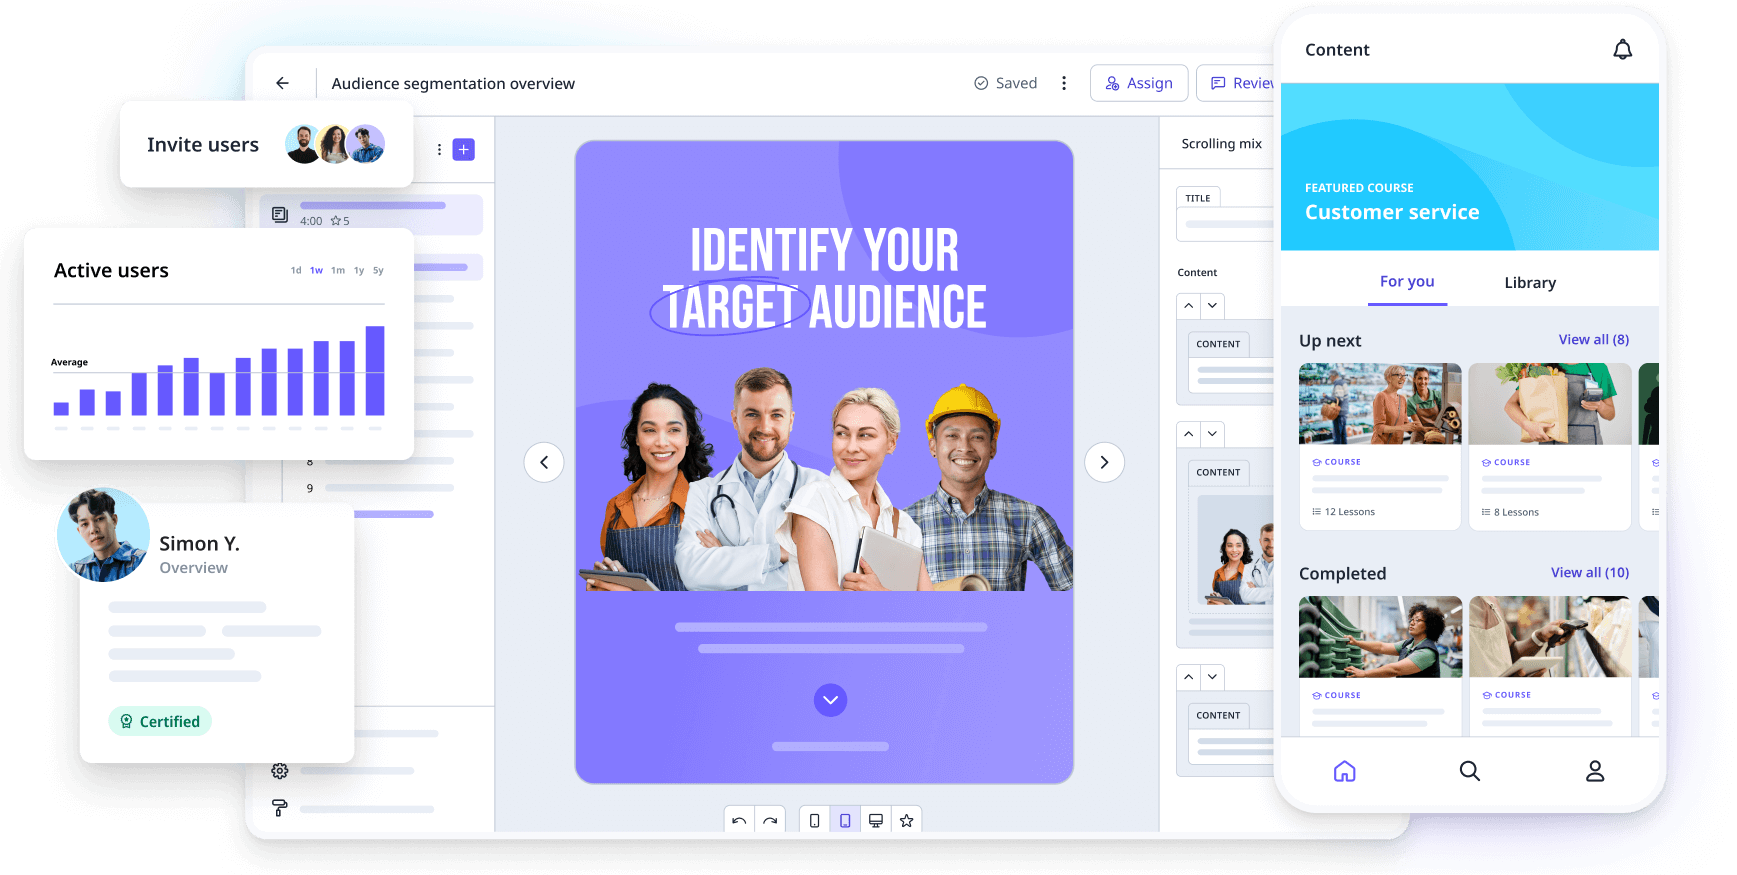 Audience segmentation overview
Saved
Assign
Review
Invite users
4:00 5
Active users
1d 1w 1m 1y 5y
Average
8
9
Simon Y.
Overview
Certified
IDENTIFY YOUR
TARGET AUDIENCE
Scrolling mix
TITLE
Content
CONTENT
CONTENT
CONTENT
Content
FEATURED COURSE
Customer service
For you
Library
Up next
View all (8)
COURSE
12 Lessons
COURSE
8 Lessons
Completed
View all (10)
COURSE
COURSE